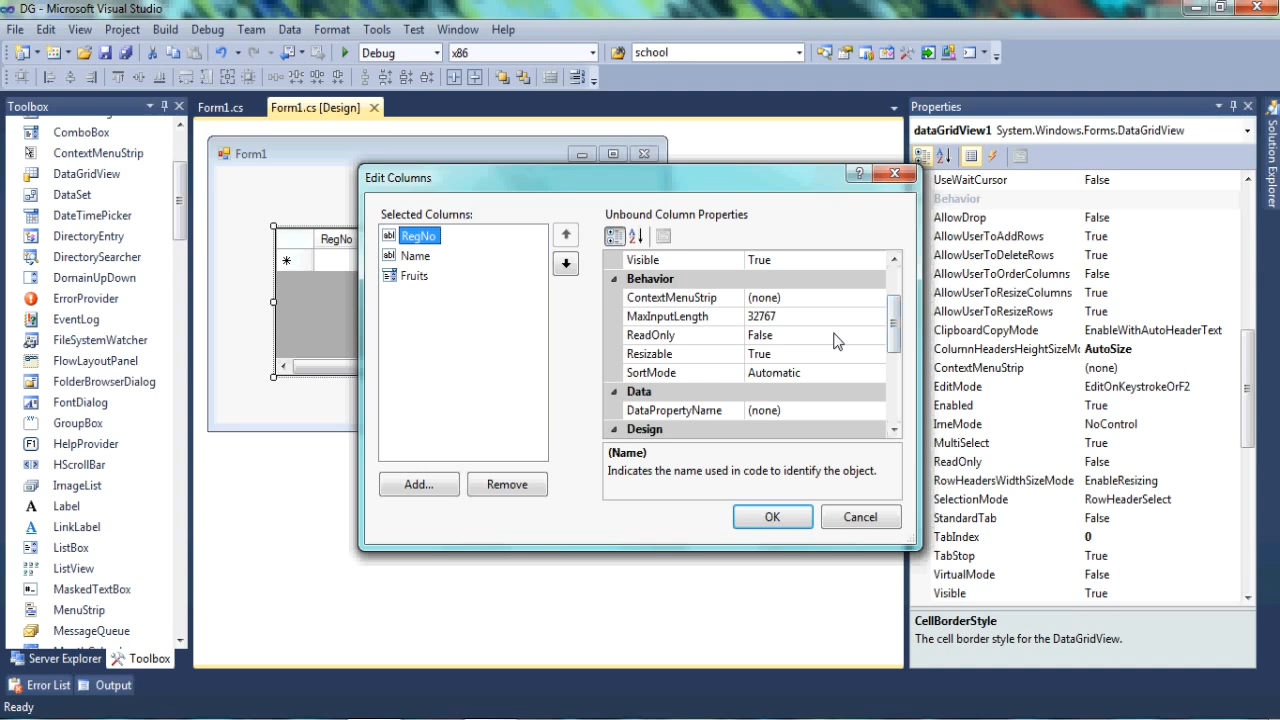 DG - Microsoft Visual Studio
File Edit View Project Build Debug Team Data Format Tools Test Window Help
Debug x86 school
Toolbox
ComboBox
ContextMenuStrip
DataGridView
DataSet
DateTimePicker
DirectoryEntry
DirectorySearcher
DomainUpDown
ErrorProvider
EventLog
FileSystemWatcher
FlowLayoutPanel
FolderBrowserDialog
FontDialog
GroupBox
HelpProvider
HScrollBar
ImageList
Label
LinkLabel
ListBox
ListView
MaskedTextBox
MenuStrip
MessageQueue
Server Explorer Toolbox
Error List Output
Ready
Form1.cs Form1.cs [Design]
Form1
RegNo
Edit Columns
Selected Columns:
RegNo
Name
Fruits
Add... Remove
Unbound Column Properties
Visible True
Behavior
ContextMenuStrip (none)
MaxInputLength 32767
ReadOnly False
Resizable True
SortMode Automatic
Data
DataPropertyName (none)
Design
(Name)
Indicates the name used in code to identify the object.
OK Cancel
Properties
dataGridView1 System.Windows.Forms.DataGridView
UseWaitCursor False
Behavior
AllowDrop False
AllowUserToAddRows True
AllowUserToDeleteRows True
AllowUserToOrderColumns False
AllowUserToResizeColumns True
AllowUserToResizeRows True
ClipboardCopyMode EnableWithAutoHeaderText
ColumnHeadersHeightSizeMo AutoSize
ContextMenuStrip (none)
EditMode EditOnKeystrokeOrF2
Enabled True
ImeMode NoControl
MultiSelect True
ReadOnly False
RowHeadersWidthSizeMode EnableResizing
SelectionMode RowHeaderSelect
StandardTab False
TabIndex 0
TabStop True
VirtualMode False
Visible True
CellBorderStyle
The cell border style for the DataGridView.
Solution Explorer